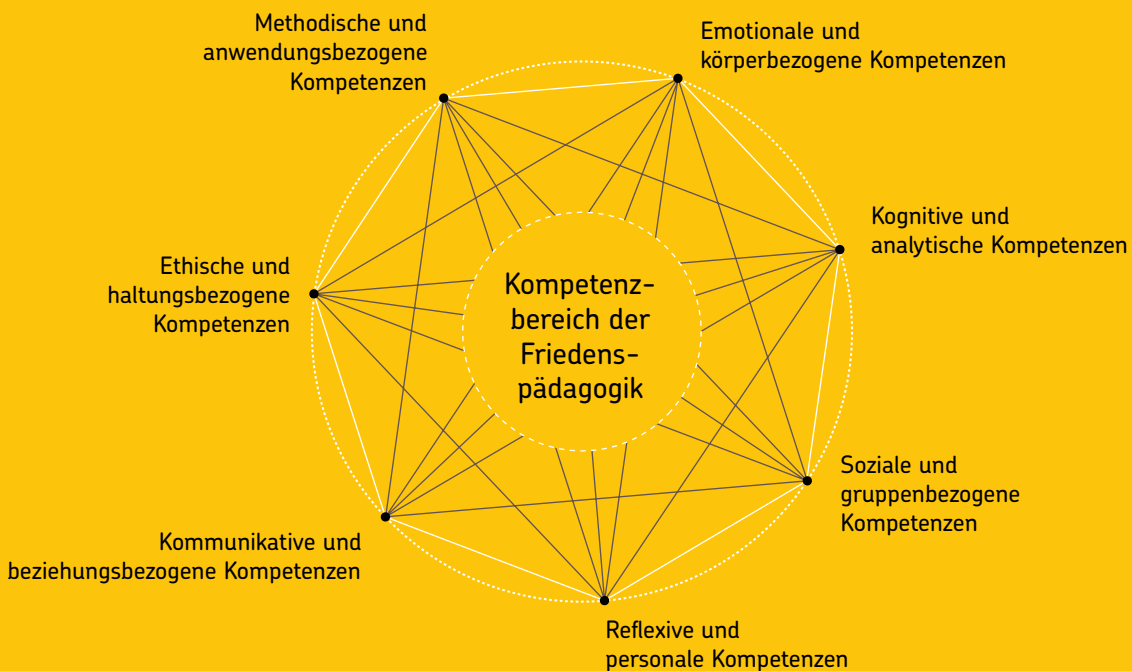 Methodische und
anwendungsbezogene
Kompetenzen
Emotionale und
körperbezogene Kompetenzen
Kognitive und
analytische Kompetenzen
Ethische und
haltungsbezogene
Kompetenzen
Kompetenz-
bereich der
Friedens-
pädagogik
Soziale und
gruppenbezogene
Kompetenzen
Kommunikative und
beziehungsbezogene Kompetenzen
Reflexive und
personale Kompetenzen